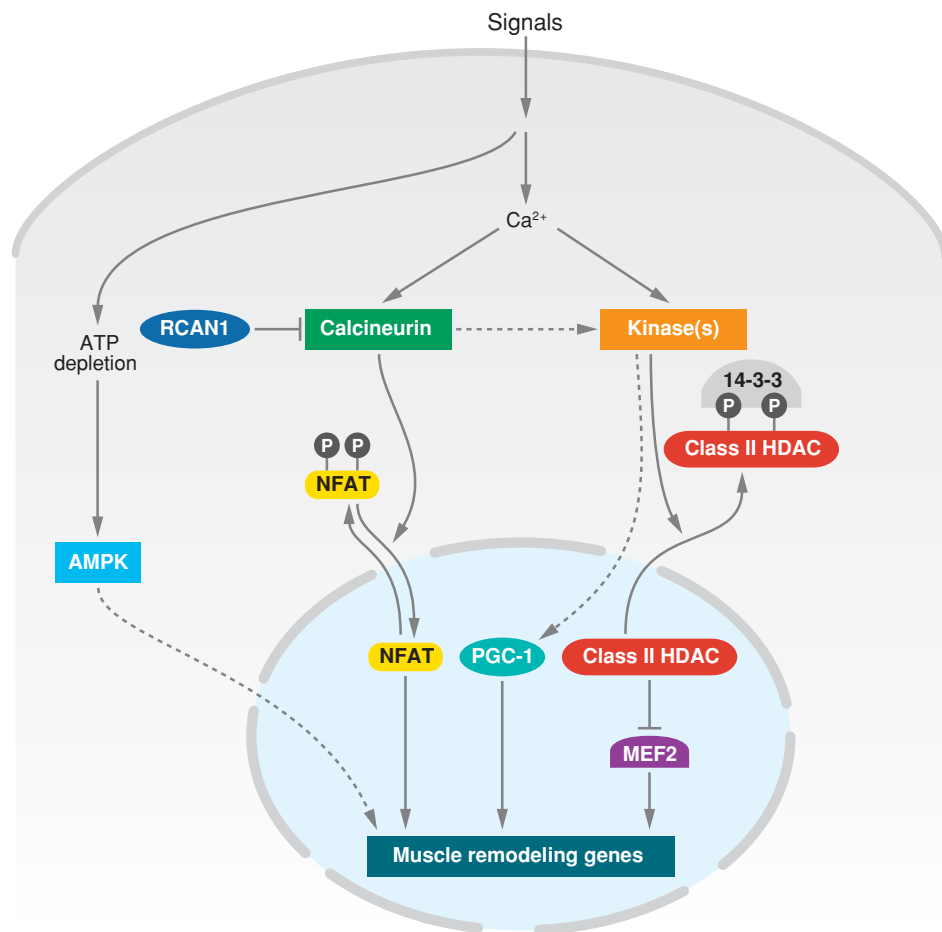 Signals
Ca²⁺
RCAN1
Calcineurin
Kinase(s)
ATP
depletion
14-3-3
P P
Class II HDAC
P P
NFAT
AMPK
NFAT
PGC-1
Class II HDAC
MEF2
Muscle remodeling genes